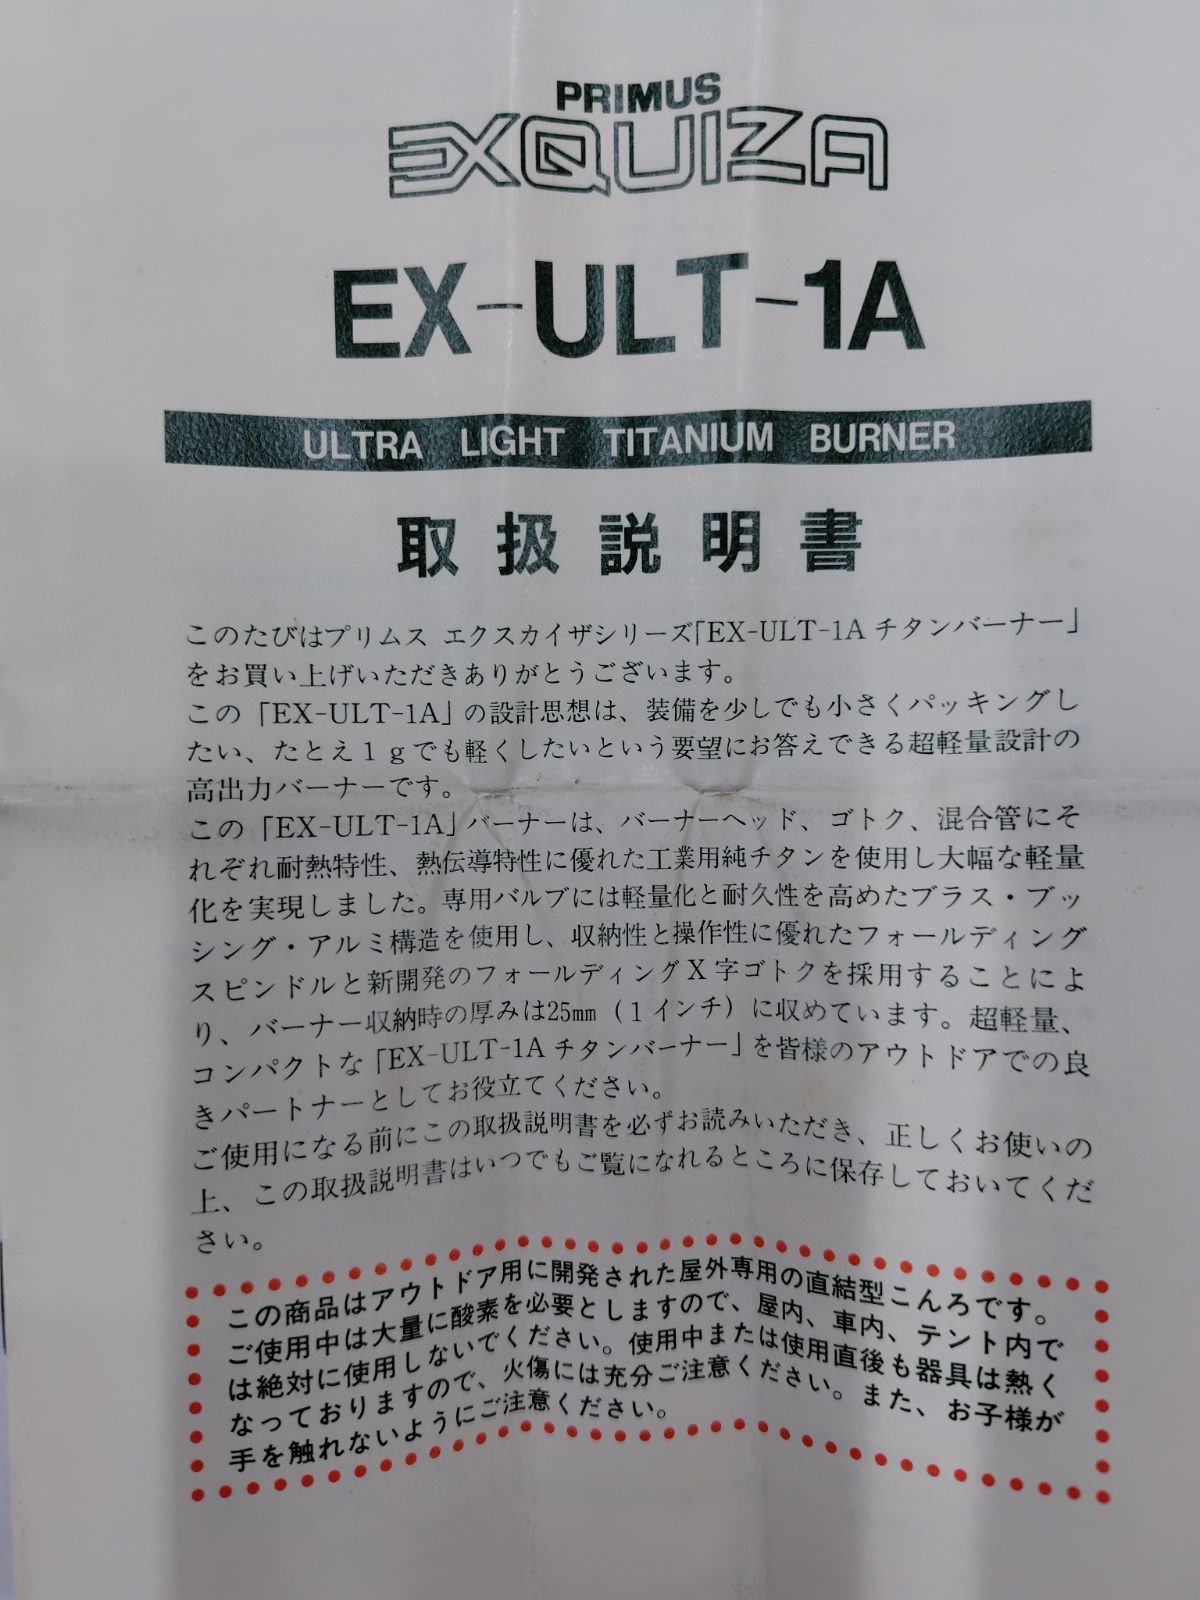 PRIMUS
EXQUIZA
EX-ULT-1A
ULTRA LIGHT TITANIUM BURNER
取扱説明書
このたびはプリムス エクスカイザシリーズ「EX-ULT-1A チタンバーナー」
をお買い上げいただきありがとうございます。
この「EX-ULT-1A」の設計思想は、装備を少しでも小さくパッキングし
たい、たとえ1gでも軽くしたいという要望にお答えできる超軽量設計の
高出力バーナーです。
この「EX-ULT-1A」バーナーは、バーナーヘッド、ゴトク、混合管にそ
れぞれ耐熱特性、熱伝導特性に優れた工業用純チタンを使用し大幅な軽量
化を実現しました。専用バルブには軽量化と耐久性を高めたブラス・ブッ
シング・アルミ構造を使用し、収納性と操作性に優れたフォールディング
スピンドルと新開発のフォールディングX字ゴトクを採用することによ
り、バーナー収納時の厚みは25mm（1インチ）に収めています。超軽量、
コンパクトな「EX-ULT-1A チタンバーナー」を皆様のアウトドアでの良
きパートナーとしてお役立てください。
ご使用になる前にこの取扱説明書を必ずお読みいただき、正しくお使いの
上、この取扱説明書はいつでもご覧になれるところに保存しておいてくだ
さい。
この商品はアウトドア用に開発された屋外専用の直結型こんろです。
ご使用中は大量に酸素を必要としますので、屋内、車内、テント内で
は絶対に使用しないでください。使用中または使用直後も器具は熱く
なっておりますので、火傷には充分ご注意ください。また、お子様が
手を触れないようにご注意ください。